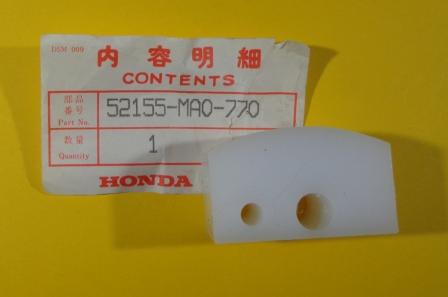 DSM 009
内容明細
CONTENTS
部品番号
Part No.
52155-MA0-770
数量
Quantity
1
HONDA